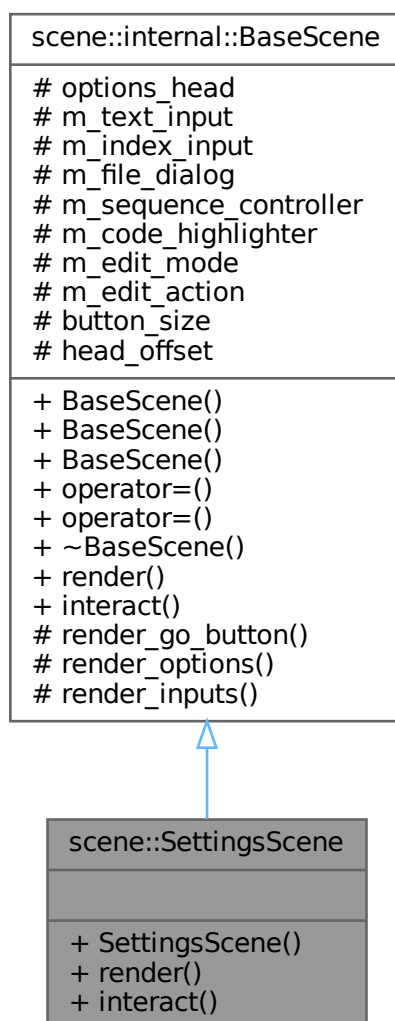 scene::internal::BaseScene
# options_head
# m_text_input
# m_index_input
# m_file_dialog
# m_sequence_controller
# m_code_highlighter
# m_edit_mode
# m_edit_action
# button_size
# head_offset
+ BaseScene()
+ BaseScene()
+ BaseScene()
+ operator=()
+ operator=()
+ ~BaseScene()
+ render()
+ interact()
# render_go_button()
# render_options()
# render_inputs()
scene::SettingsScene
+ SettingsScene()
+ render()
+ interact()